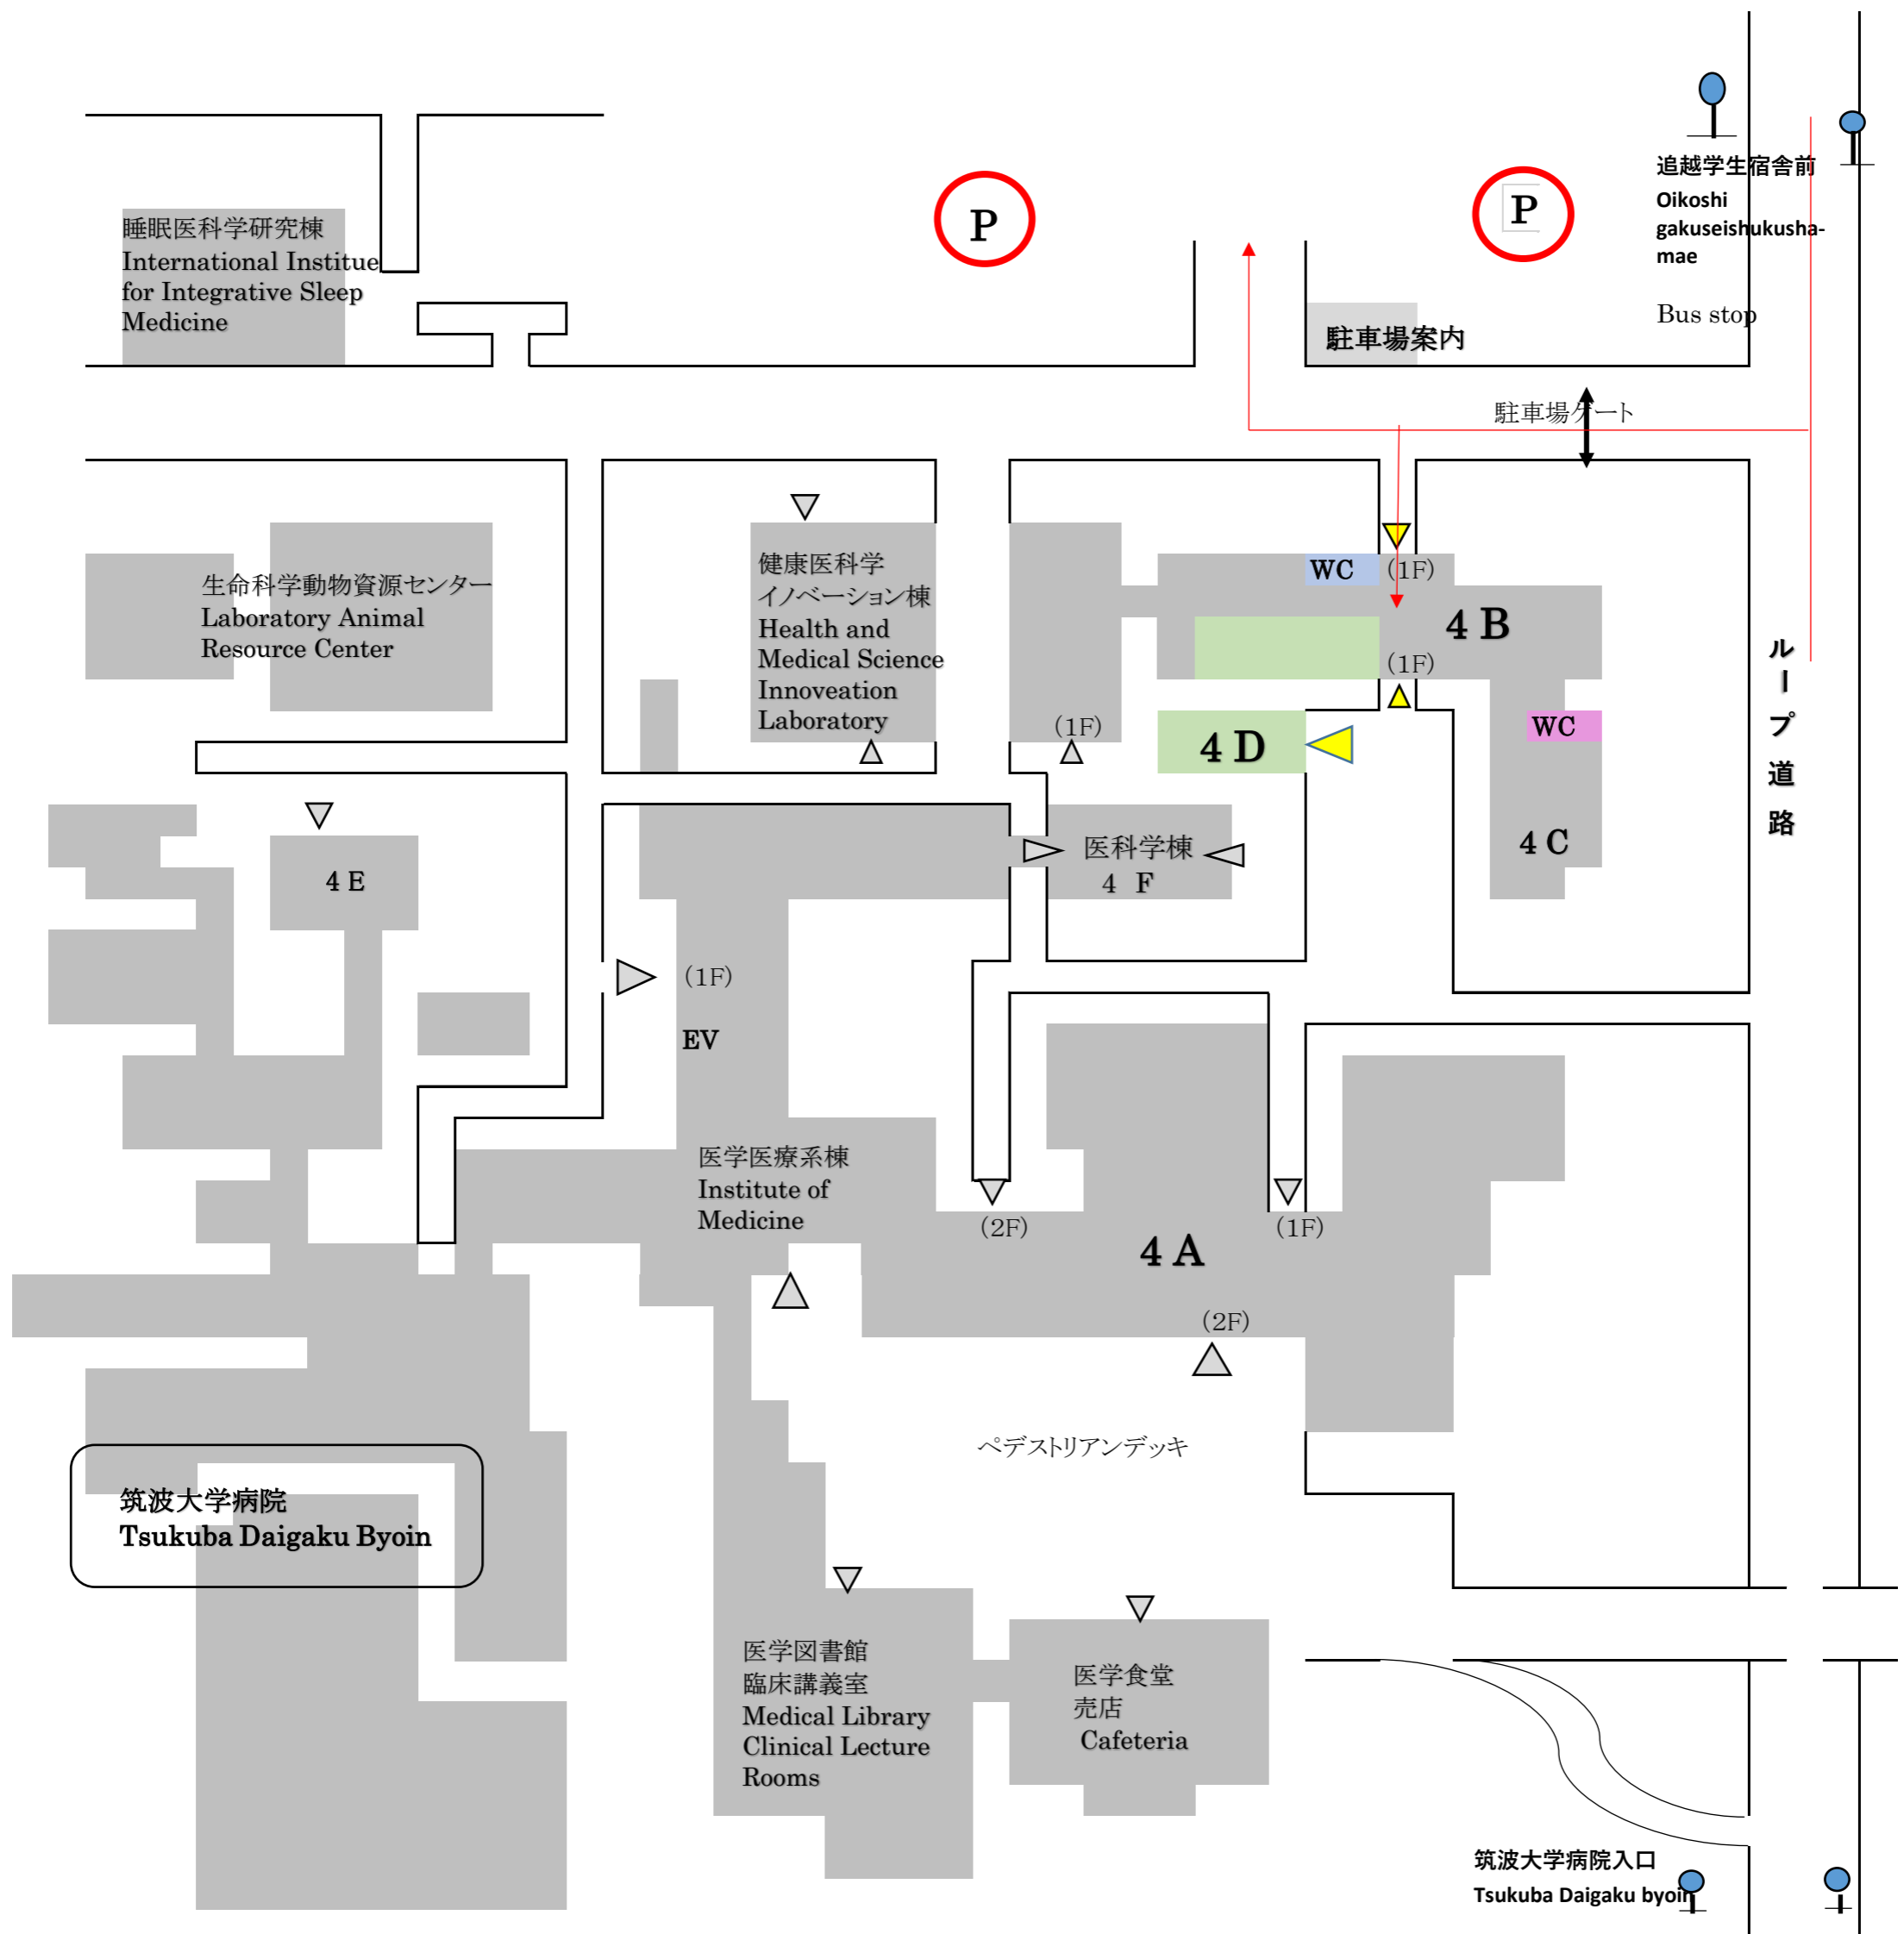 追越学生宿舎前
Oikoshi
gakuseishukusha-
mae
Bus stop
P
P
睡眠医科学研究棟
International Institue
for Integrative Sleep
Medicine
駐車場案内
駐車場ゲート
生命科学動物資源センター
Laboratory Animal
Resource Center
健康医科学
イノベーション棟
Health and
Medical Science
Innoveation
Laboratory
WC
(1F)
4 B
(1F)
(1F)
4 D
WC
4 C
ループ道路
4 E
医科学棟
4 F
(1F)
EV
医学医療系棟
Institute of
Medicine
(2F)
(1F)
4 A
(2F)
ペデストリアンデッキ
筑波大学病院
Tsukuba Daigaku Byoin
医学図書館
臨床講義室
Medical Library
Clinical Lecture
Rooms
医学食堂
売店
Cafeteria
筑波大学病院入口
Tsukuba Daigaku byoin